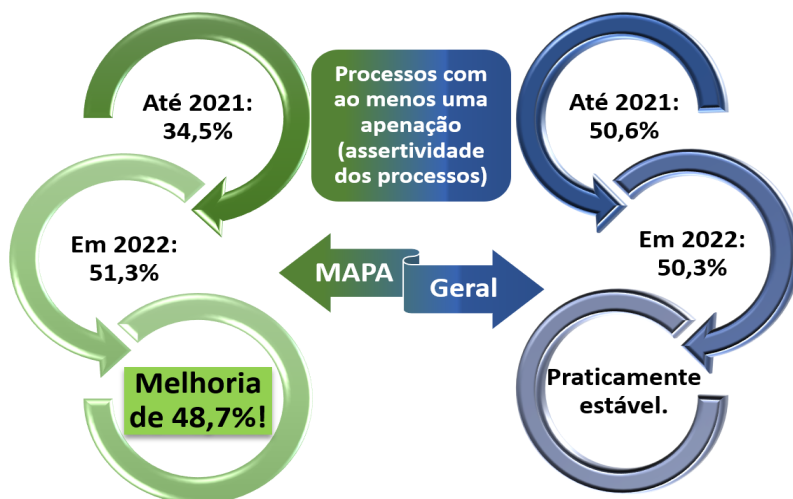 Processos com
ao menos uma
apenação
(assertividade
dos processos)
Até 2021:
34,5%
Em 2022:
51,3%
Melhoria
de 48,7%!
MAPA
Geral
Até 2021:
50,6%
Em 2022:
50,3%
Praticamente
estável.